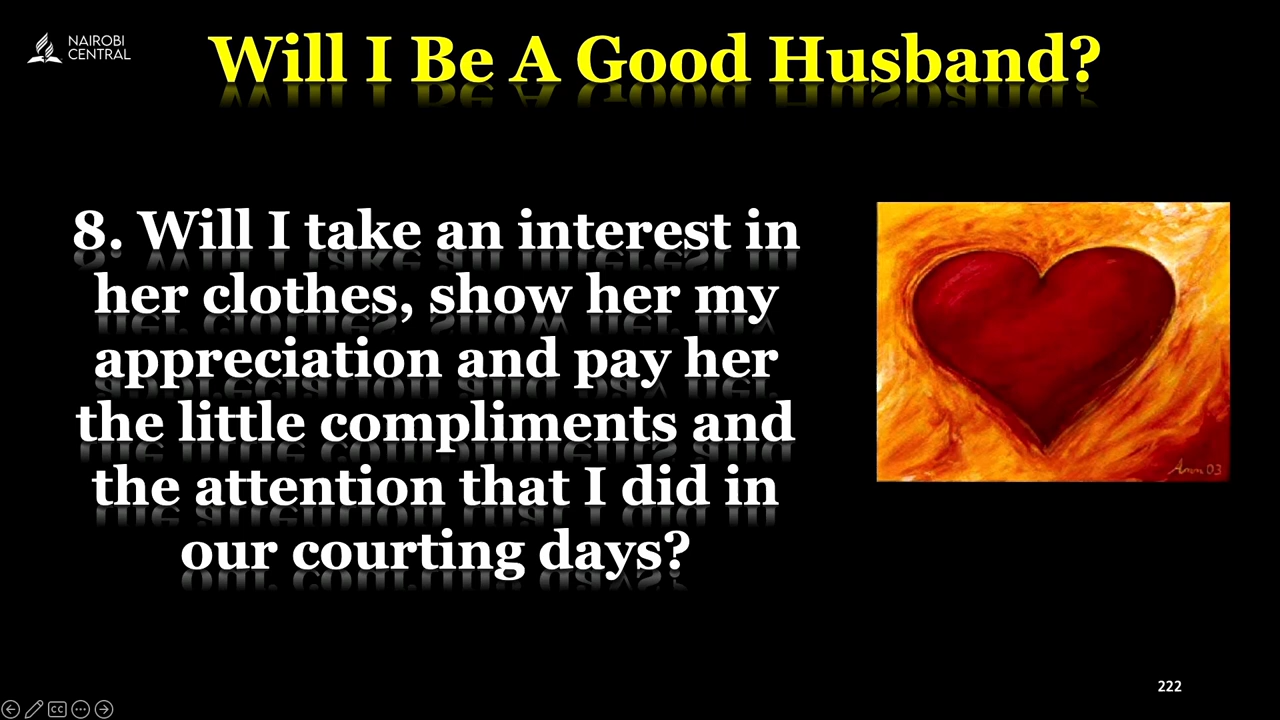 NAIROBI
CENTRAL
Will I Be A Good Husband?
8. Will I take an interest in
her clothes, show her my
appreciation and pay her
the little compliments and
the attention that I did in
our courting days?
222
CC